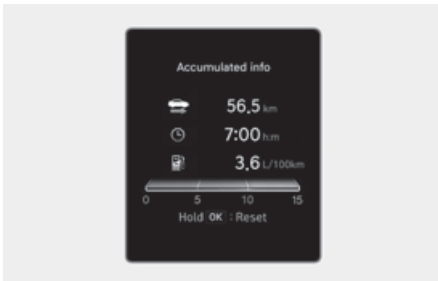 Accumulated info
56.5 km
7:00 h:m
3.6 L/100km
0 5 10 15
Hold OK : Reset